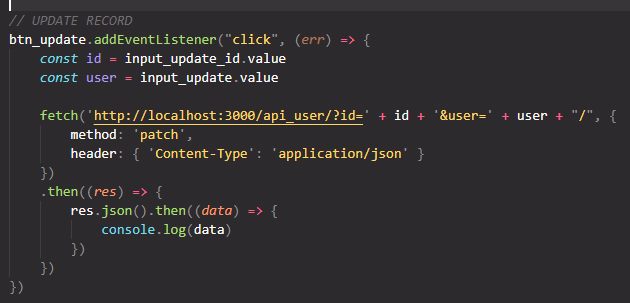 // UPDATE RECORD
btn_update.addEventListener("click", (err) => {
    const id = input_update_id.value
    const user = input_update.value

    fetch('http://localhost:3000/api_user/?id=' + id + '&user=' + user + "/", {
        method: 'patch',
        header: { 'Content-Type': 'application/json' }
    })
    .then((res) => {
        res.json().then((data) => {
            console.log(data)
        })
    })
})